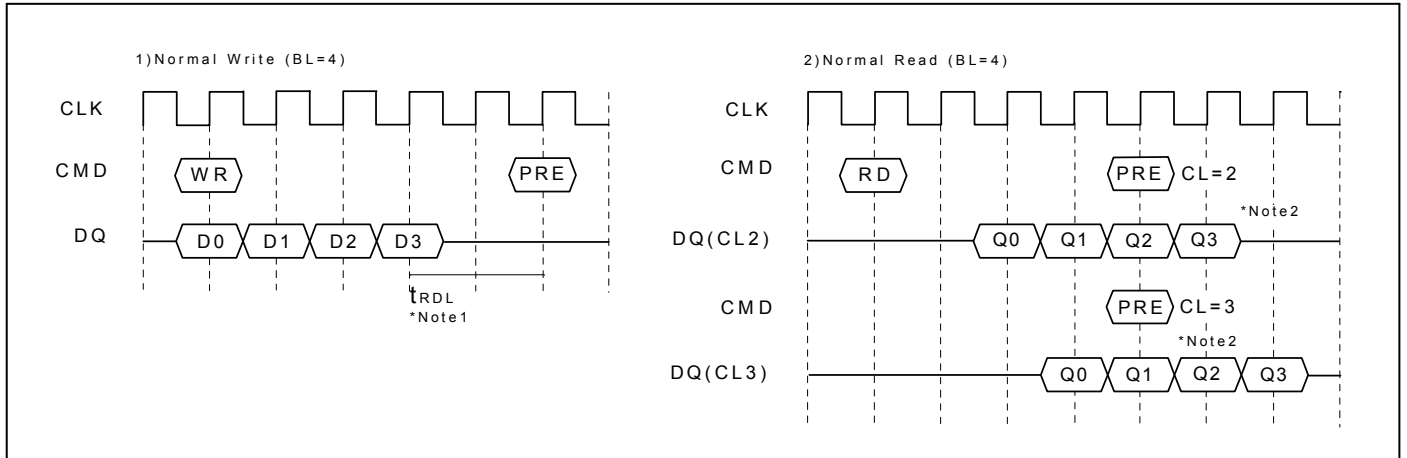 1)Normal Write (BL=4)
CLK
CMD
WR
PRE
DQ
D0 D1 D2 D3
tRDL
*Note1
2)Normal Read (BL=4)
CLK
CMD
RD
PRE CL=2
*Note2
DQ(CL2)
Q0 Q1 Q2 Q3
CMD
PRE CL=3
*Note2
DQ(CL3)
Q0 Q1 Q2 Q3